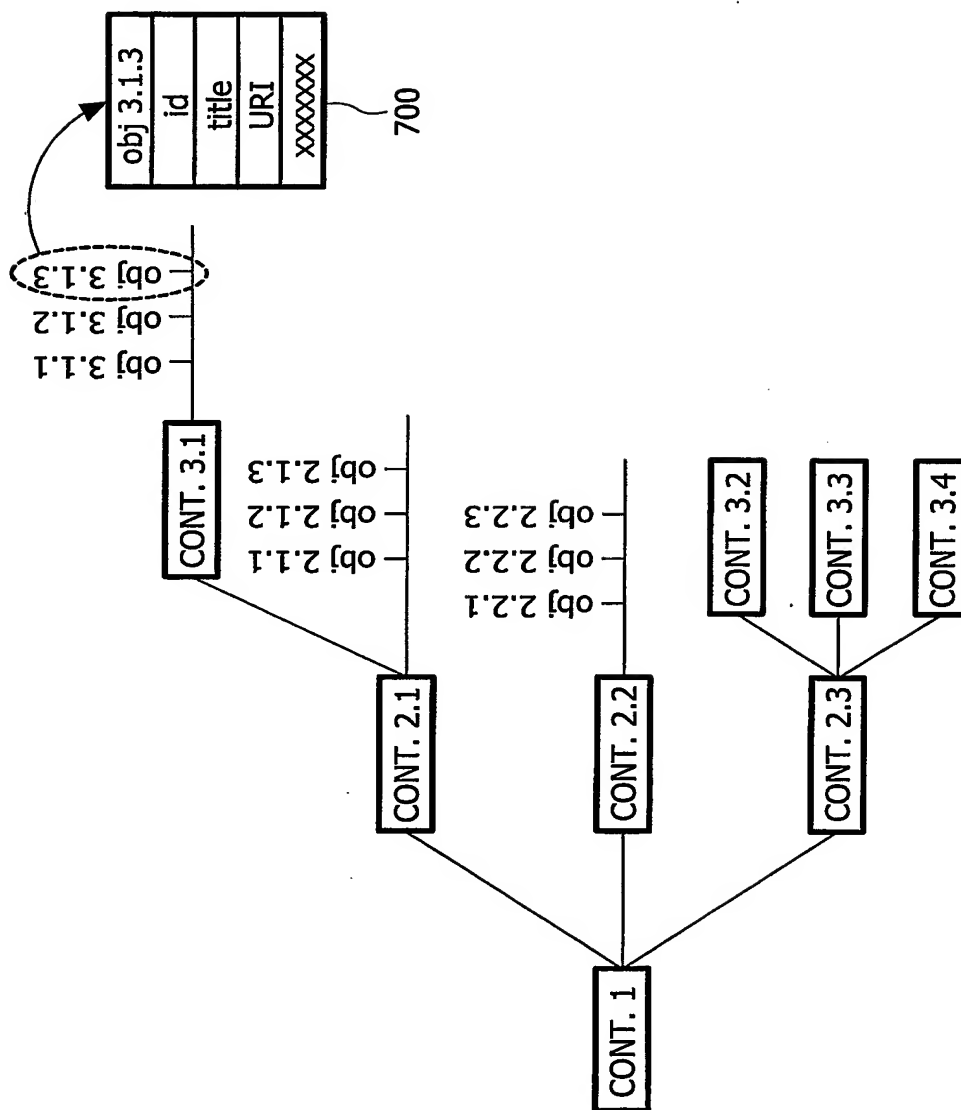 CONT. 1
CONT. 2.1
CONT. 2.2
CONT. 2.3
CONT. 3.1
CONT. 3.2
CONT. 3.3
CONT. 3.4
obj 2.1.1
obj 2.1.2
obj 2.1.3
obj 2.2.1
obj 2.2.2
obj 2.2.3
obj 3.1.1
obj 3.1.2
obj 3.1.3
obj 3.1.3
id
title
URI
xxxxxxx
700